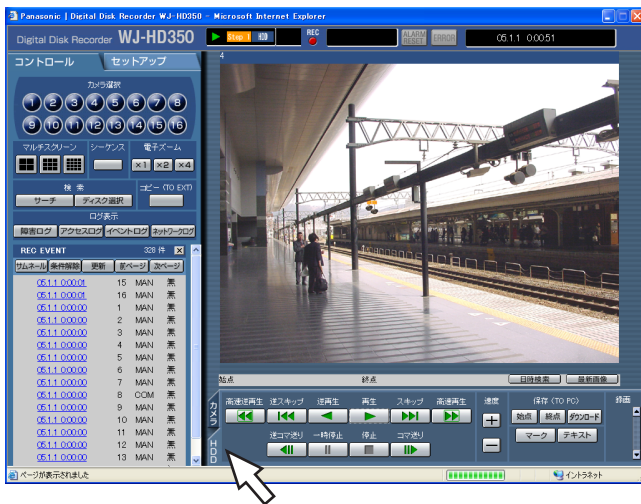 Panasonic | Digital Disk Recorder WJ-HD350 - Microsoft Internet Explorer
Digital Disk Recorder WJ-HD350
Step 1 HDD
REC
ALARM RESET
ERROR
05.1.1 0:00:51
コントロール
セットアップ
4
カメラ選択
1 2 3 4 5 6 7 8
9 10 11 12 13 14 15 16
マルチスクリーン シーケンス 電子ズーム
×1 ×2 ×4
検 索 コピー (TO EXT)
サーチ ディスク選択
ログ表示
障害ログ アクセスログ イベントログ ネットワークログ
REC EVENT 328 件 X
サムネール 条件解除 更新 前ページ 次ページ
05.1.1 0:00:01 15 MAN 無
05.1.1 0:00:01 16 MAN 無
05.1.1 0:00:00 1 MAN 無
05.1.1 0:00:00 2 MAN 無
05.1.1 0:00:00 3 MAN 無
05.1.1 0:00:00 4 MAN 無
05.1.1 0:00:00 5 MAN 無
05.1.1 0:00:00 6 MAN 無
05.1.1 0:00:00 7 MAN 無
05.1.1 0:00:00 8 COM 無
05.1.1 0:00:00 9 MAN 無
05.1.1 0:00:00 10 MAN 無
05.1.1 0:00:00 11 MAN 無
05.1.1 0:00:00 12 MAN 無
05.1.1 0:00:00 13 MAN 無
始点 終点 日時検索 最新画像
カメラ
HDD
高速逆再生 逆スキップ 逆再生 再生 スキップ 高速再生 速度 保存 (TO PC) 録画
始点 終点 ダウンロード
逆コマ送り 一時停止 停止 コマ送り
マーク テキスト
ページが表示されました
イントラネット